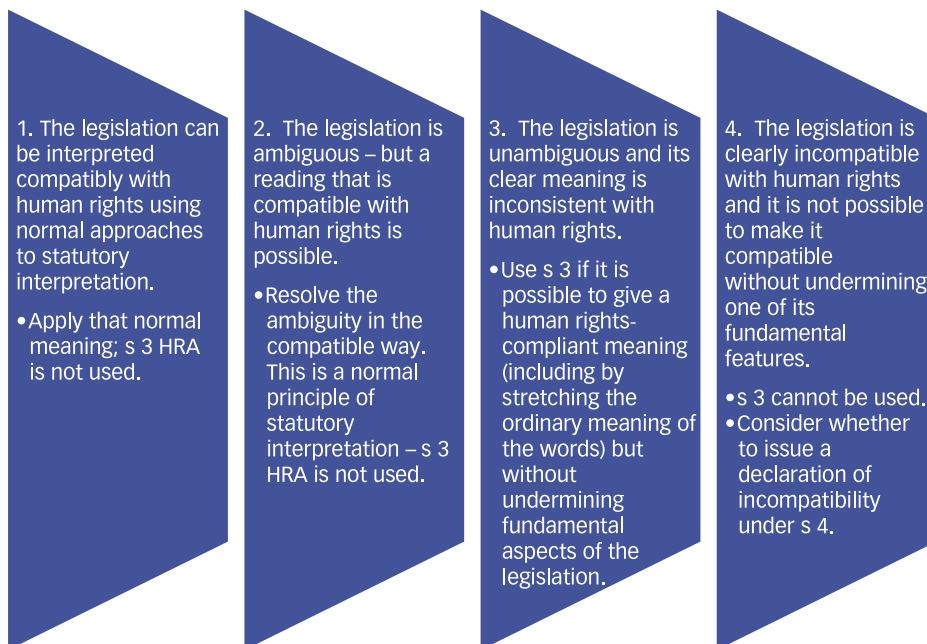 1. The legislation can
be interpreted
compatibly with
human rights using
normal approaches
to statutory
interpretation.
•Apply that normal
meaning; s 3 HRA
is not used.
2. The legislation is
ambiguous – but a
reading that is
compatible with
human rights is
possible.
•Resolve the
ambiguity in the
compatible way.
This is a normal
principle of
statutory
interpretation – s 3
HRA is not used.
3. The legislation is
unambiguous and its
clear meaning is
inconsistent with
human rights.
•Use s 3 if it is
possible to give a
human rights-
compliant meaning
(including by
stretching the
ordinary meaning of
the words) but
without
undermining
fundamental
aspects of the
legislation.
4. The legislation is
clearly incompatible
with human rights
and it is not possible
to make it
compatible
without undermining
one of its
fundamental
features.
•s 3 cannot be used.
•Consider whether
to issue a
declaration of
incompatibility
under s 4.